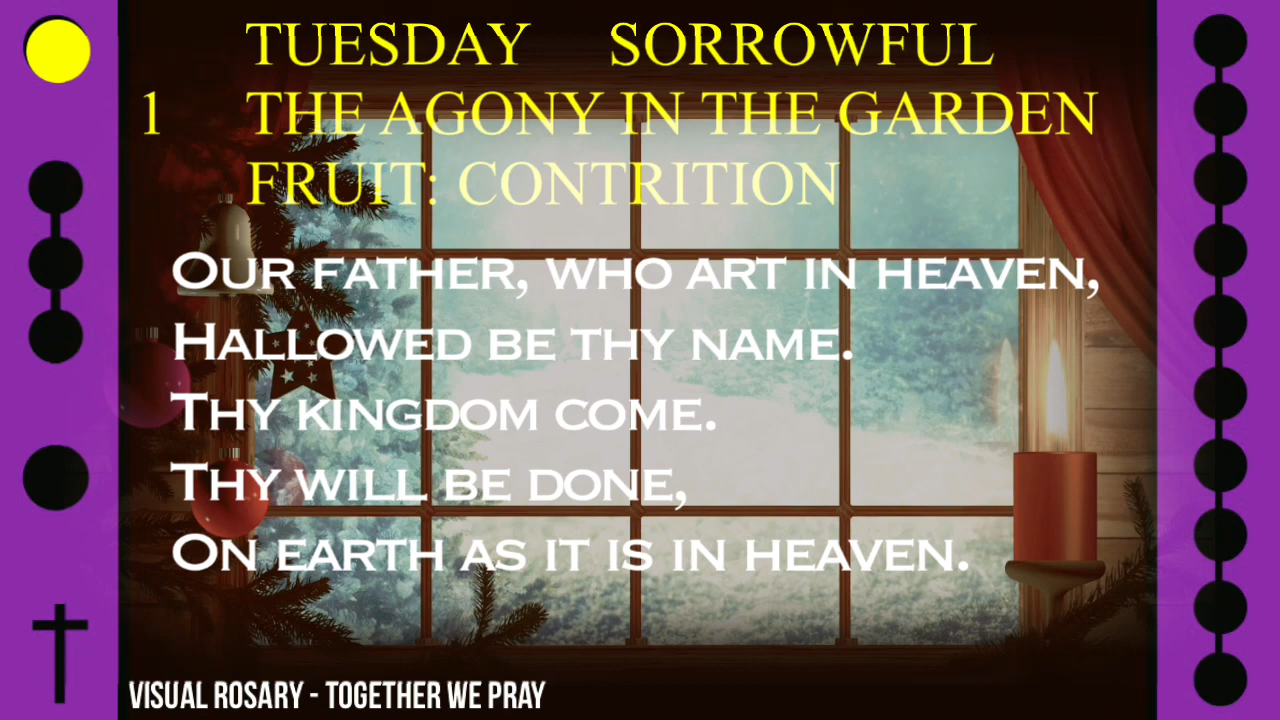 TUESDAY SORROWFUL
1 THE AGONY IN THE GARDEN
FRUIT: CONTRITION
OUR FATHER, WHO ART IN HEAVEN,
HALLOWED BE THY NAME.
THY KINGDOM COME.
THY WILL BE DONE,
ON EARTH AS IT IS IN HEAVEN.
VISUAL ROSARY - TOGETHER WE PRAY